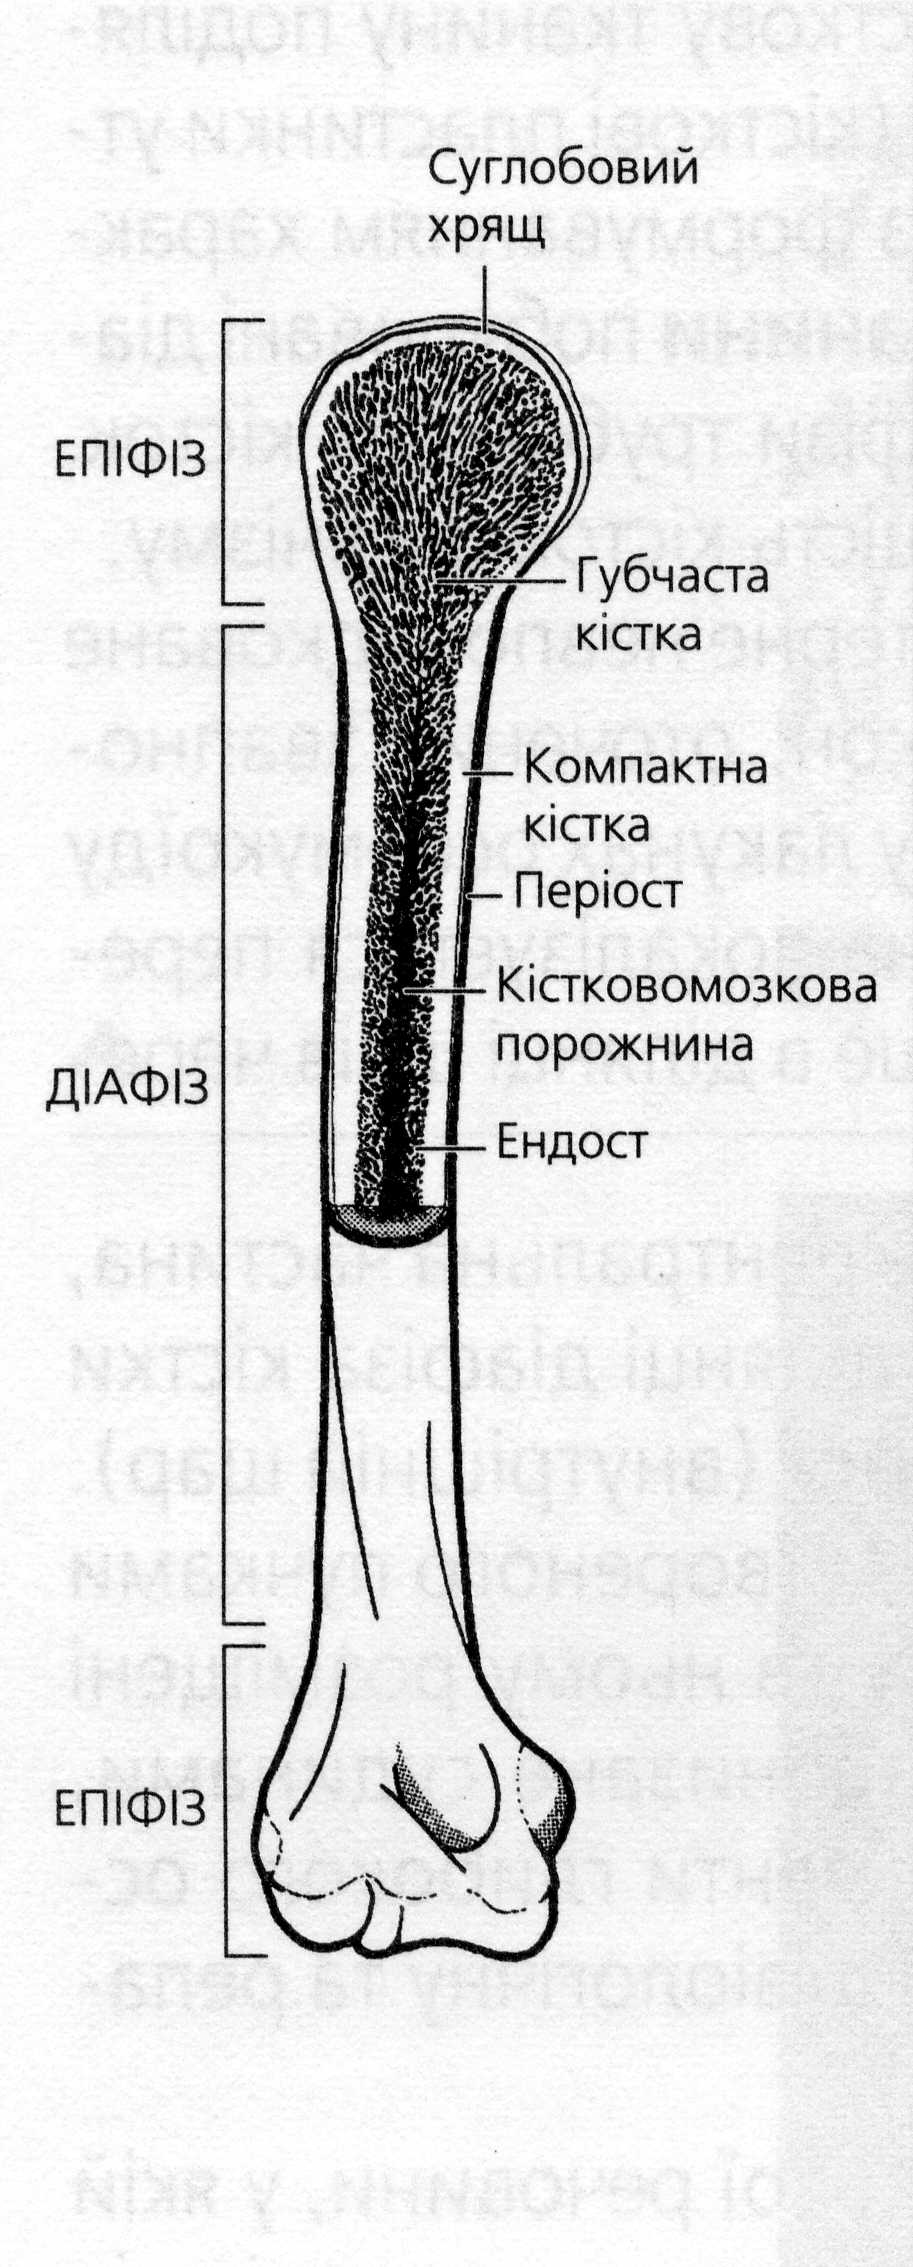 Суглобовий
хрящ
ЕПІФІЗ
Губчаста
кістка
Компактна
кістка
Періост
Кістковомозкова
порожнина
ДІАФІЗ
Ендост
ЕПІФІЗ